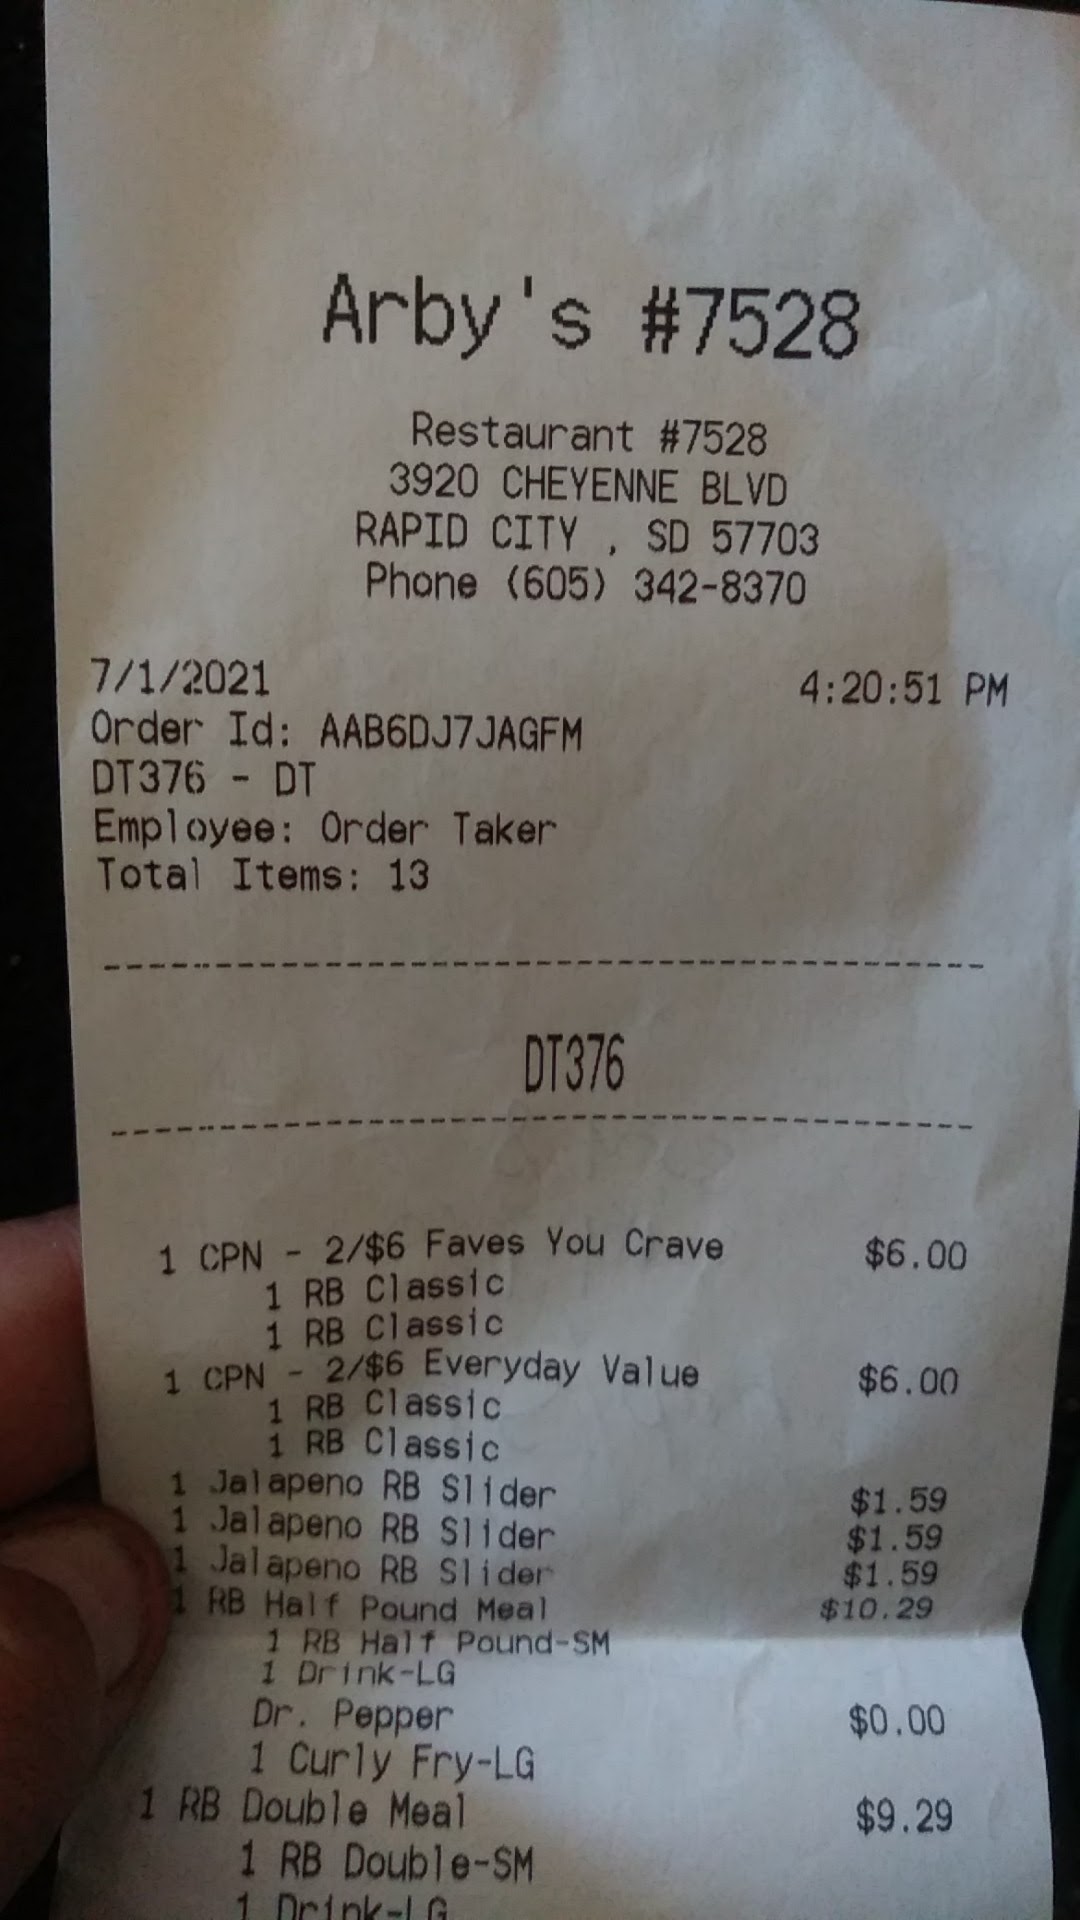 Arby's #7528
Restaurant #7528
3920 CHEYENNE BLVD
RAPID CITY , SD 57703
Phone (605) 342-8370
7/1/2021 4:20:51 PM
Order Id: AAB6DJ7JAGFM
DT376 - DT
Employee: Order Taker
Total Items: 13
DT376
1 CPN - 2/$6 Faves You Crave $6.00
1 RB Classic
1 RB Classic
1 CPN - 2/$6 Everyday Value $6.00
1 RB Classic
1 RB Classic
1 Jalapeno RB Slider $1.59
1 Jalapeno RB Slider $1.59
1 Jalapeno RB Slider $1.59
1 RB Half Pound Meal $10.29
1 RB Half Pound-SM
1 Drink-LG
Dr. Pepper $0.00
1 Curly Fry-LG
1 RB Double Meal $9.29
1 RB Double-SM
1 Drink-LG